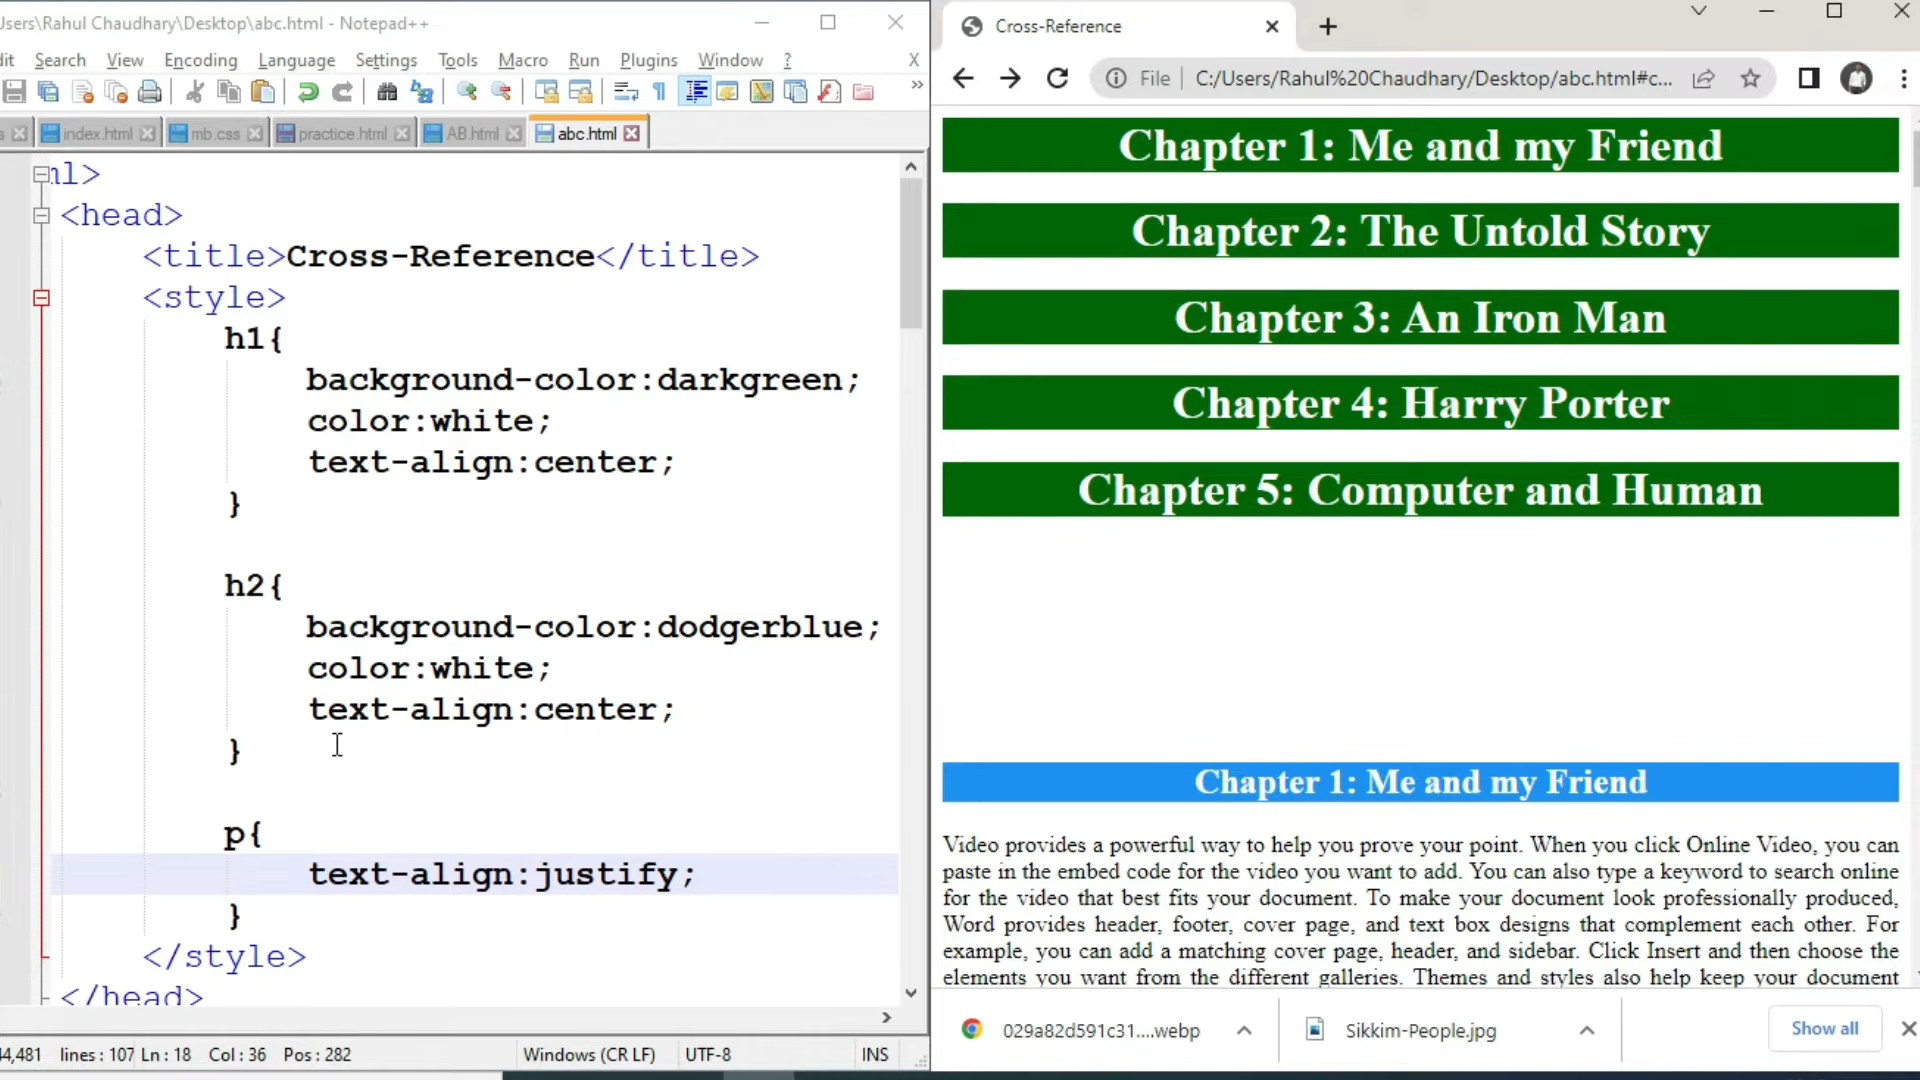 Users\Rahul Chaudhary\Desktop\abc.html - Notepad++
dit Search View Encoding Language Settings Tools Macro Run Plugins Window ? X
index.html mb.css practice.html AB.html abc.html
ml>
<head>
<title>Cross-Reference</title>
<style>
h1{
background-color:darkgreen;
color:white;
text-align:center;
}
h2{
background-color:dodgerblue;
color:white;
text-align:center;
}
p{
text-align:justify;
}
</style>
</head>
44,481 lines : 107 Ln : 18 Col : 36 Pos : 282 Windows (CR LF) UTF-8 INS
Cross-Reference
File C:/Users/Rahul%20Chaudhary/Desktop/abc.html#c...
Chapter 1: Me and my Friend
Chapter 2: The Untold Story
Chapter 3: An Iron Man
Chapter 4: Harry Porter
Chapter 5: Computer and Human
Chapter 1: Me and my Friend
Video provides a powerful way to help you prove your point. When you click Online Video, you can
paste in the embed code for the video you want to add. You can also type a keyword to search online
for the video that best fits your document. To make your document look professionally produced,
Word provides header, footer, cover page, and text box designs that complement each other. For
example, you can add a matching cover page, header, and sidebar. Click Insert and then choose the
elements you want from the different galleries. Themes and styles also help keep your document
029a82d591c31....webp Sikkim-People.jpg Show all